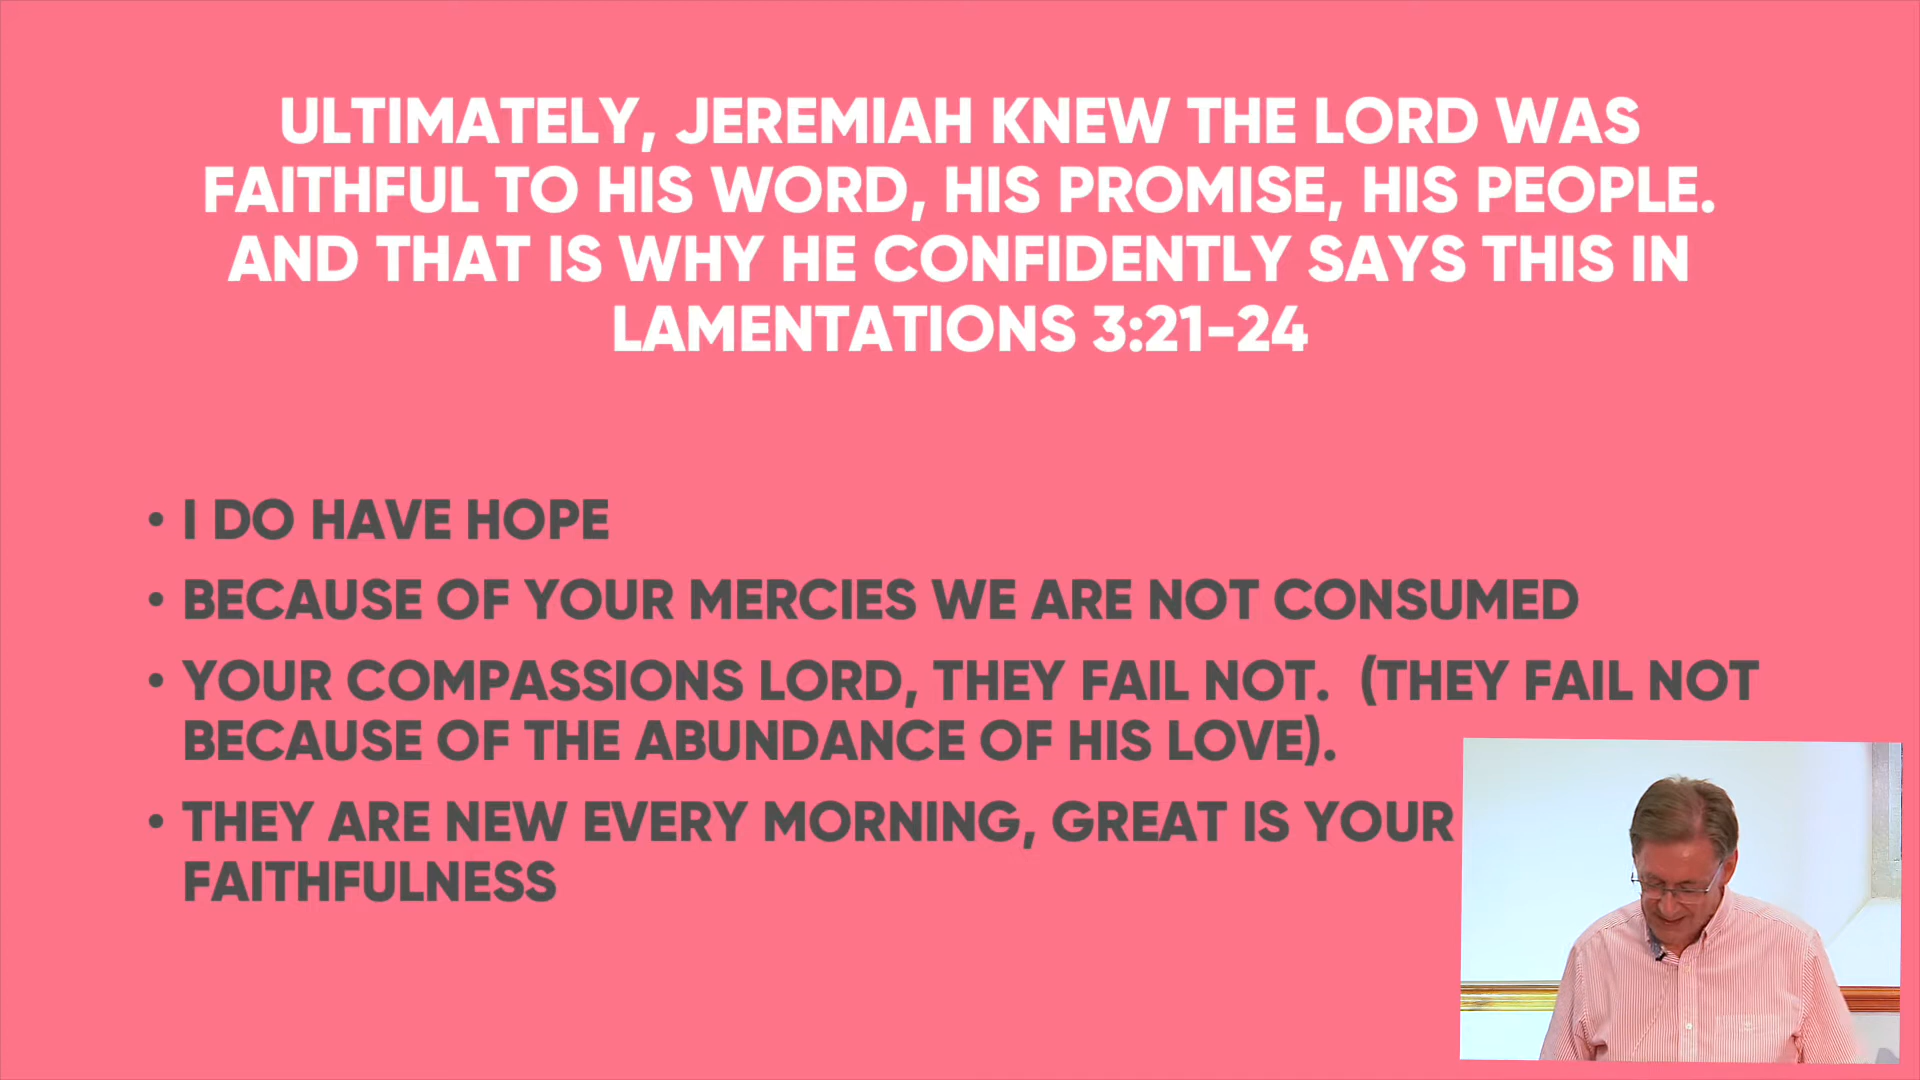 ULTIMATELY, JEREMIAH KNEW THE LORD WAS
FAITHFUL TO HIS WORD, HIS PROMISE, HIS PEOPLE.
AND THAT IS WHY HE CONFIDENTLY SAYS THIS IN
LAMENTATIONS 3:21-24
• I DO HAVE HOPE
• BECAUSE OF YOUR MERCIES WE ARE NOT CONSUMED
• YOUR COMPASSIONS LORD, THEY FAIL NOT.  (THEY FAIL NOT
BECAUSE OF THE ABUNDANCE OF HIS LOVE).
• THEY ARE NEW EVERY MORNING, GREAT IS YOUR
FAITHFULNESS